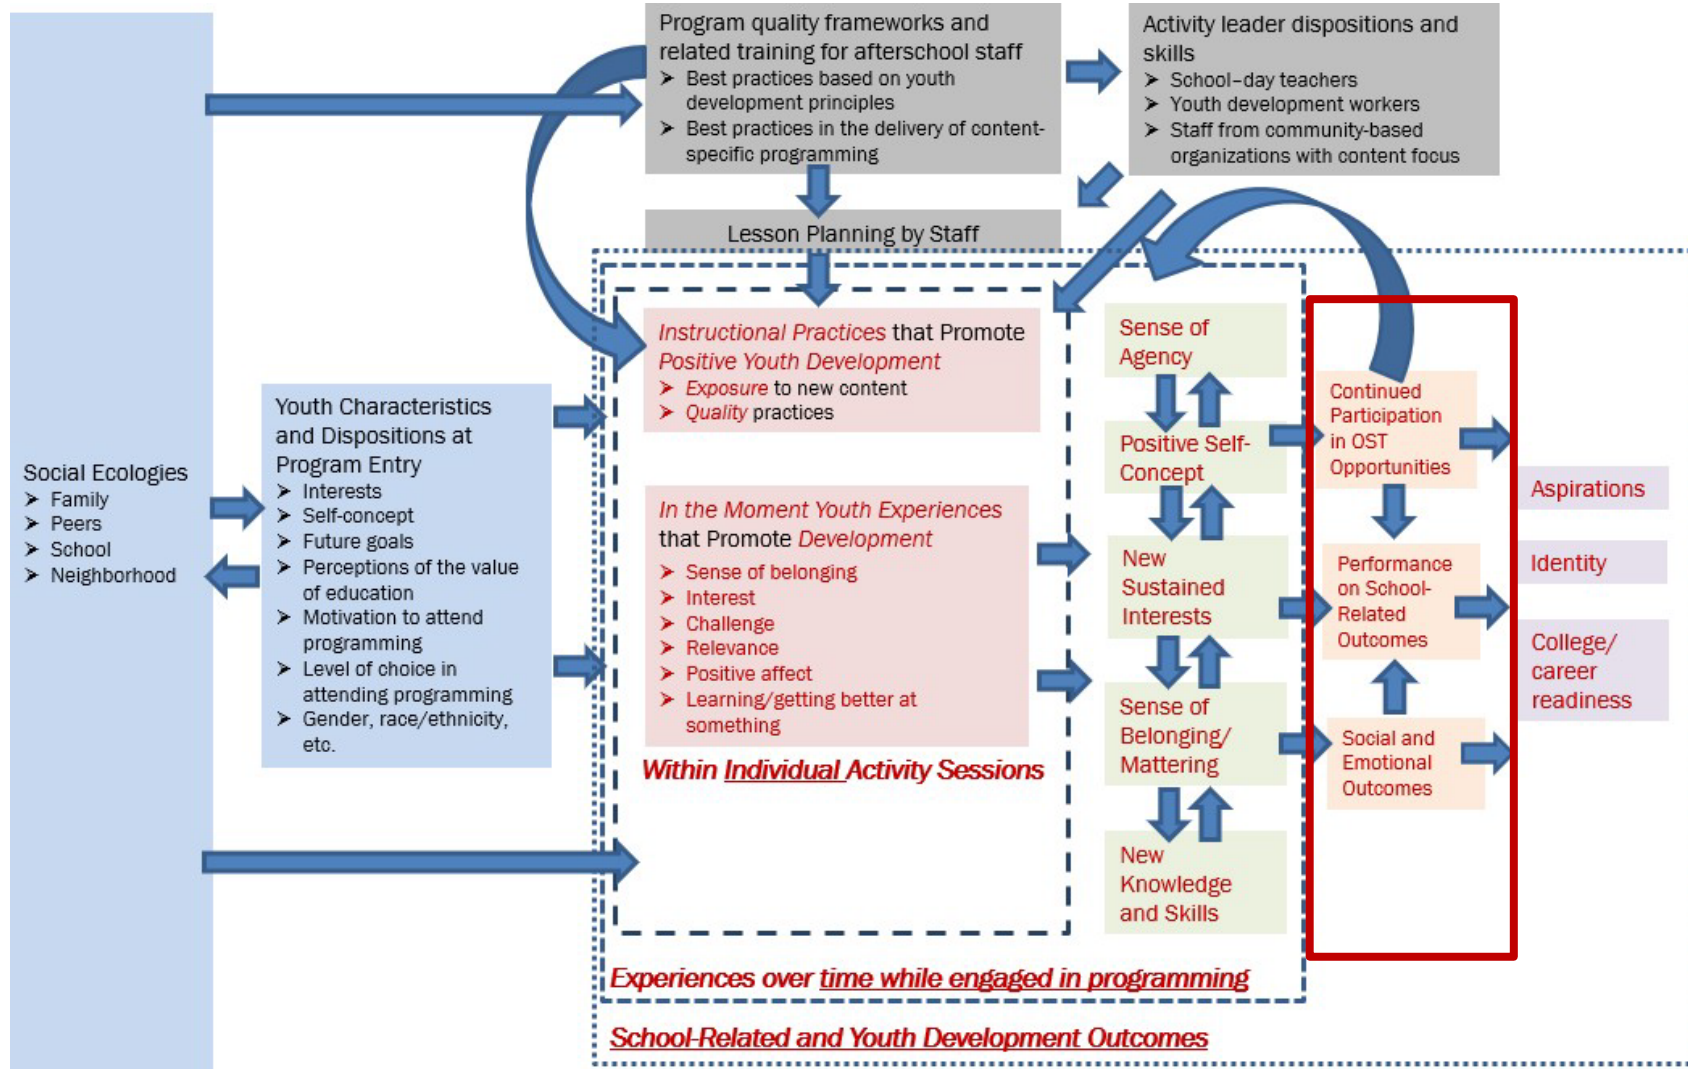 Program quality frameworks and
related training for afterschool staff
➢ Best practices based on youth
development principles
➢ Best practices in the delivery of content-
specific programming
Activity leader dispositions and
skills
➢ School–day teachers
➢ Youth development workers
➢ Staff from community-based
organizations with content focus
Lesson Planning by Staff
Social Ecologies
➢ Family
➢ Peers
➢ School
➢ Neighborhood
Youth Characteristics
and Dispositions at
Program Entry
➢ Interests
➢ Self-concept
➢ Future goals
➢ Perceptions of the value
of education
➢ Motivation to attend
programming
➢ Level of choice in
attending programming
➢ Gender, race/ethnicity,
etc.
Instructional Practices that Promote
Positive Youth Development
➢ Exposure to new content
➢ Quality practices
In the Moment Youth Experiences
that Promote Development
➢ Sense of belonging
➢ Interest
➢ Challenge
➢ Relevance
➢ Positive affect
➢ Learning/getting better at
something
Within Individual Activity Sessions
Sense of
Agency
Positive Self-
Concept
New
Sustained
Interests
Sense of
Belonging/
Mattering
New
Knowledge
and Skills
Continued
Participation
in OST
Opportunities
Performance
on School-
Related
Outcomes
Social and
Emotional
Outcomes
Aspirations
Identity
College/
career
readiness
Experiences over time while engaged in programming
School-Related and Youth Development Outcomes